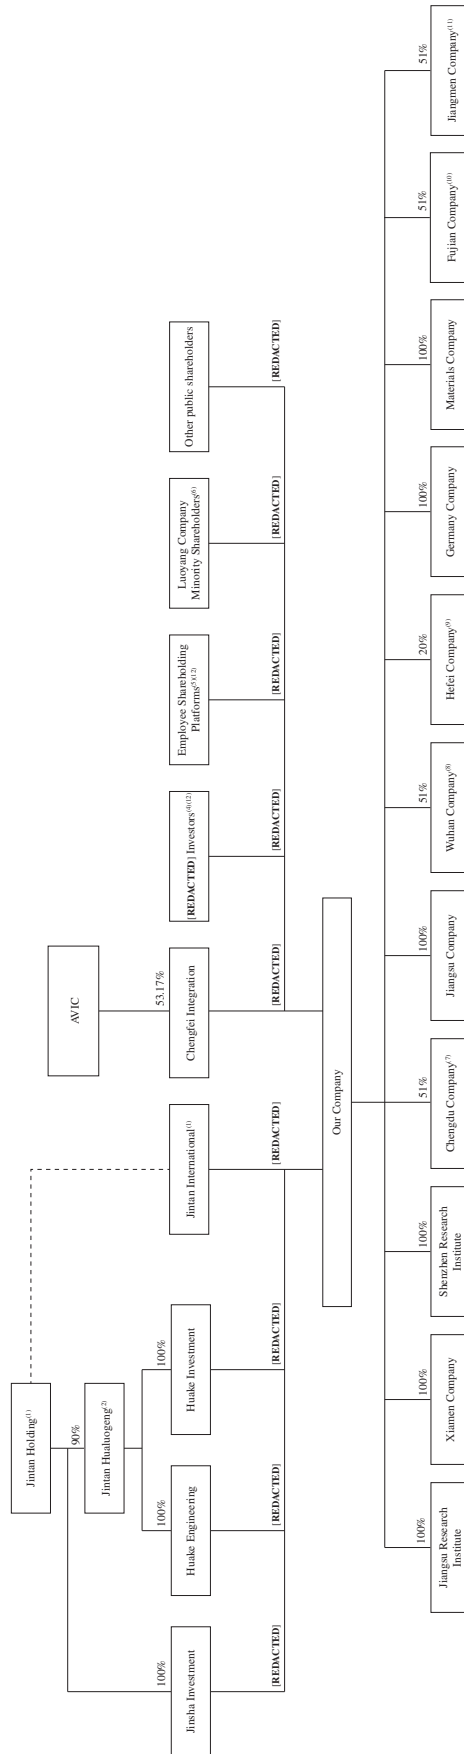 Jintan Holding(1)
90%
Jintan Hualuogeng(2)
AVIC
100%
100%
100%
53.17%
Jinsha Investment
Huake Engineering
Huake Investment
Jintan International(1)
Chengfei Integration
[REDACTED] Investors(4)(12)
Employee Shareholding
Platforms(5)(12)
Luoyang Company
Minority Shareholders(6)
Other public shareholders
[REDACTED]
[REDACTED]
[REDACTED]
[REDACTED]
[REDACTED]
[REDACTED]
[REDACTED]
[REDACTED]
[REDACTED]
Our Company
100%
100%
100%
51%
100%
51%
20%
100%
100%
51%
51%
Jiangsu Research
Institute
Xiamen Company
Shenzhen Research
Institute
Chengdu Company(7)
Jiangsu Company
Wuhan Company(8)
Hefei Company(9)
Germany Company
Materials Company
Fujian Company(10)
Jiangmen Company(11)